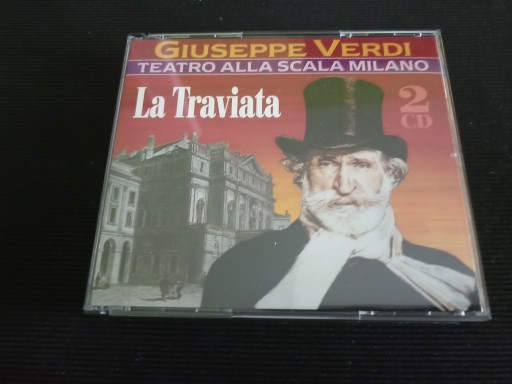 GIUSEPPE VERDI
TEATRO ALLA SCALA MILANO
La Traviata
2
CD